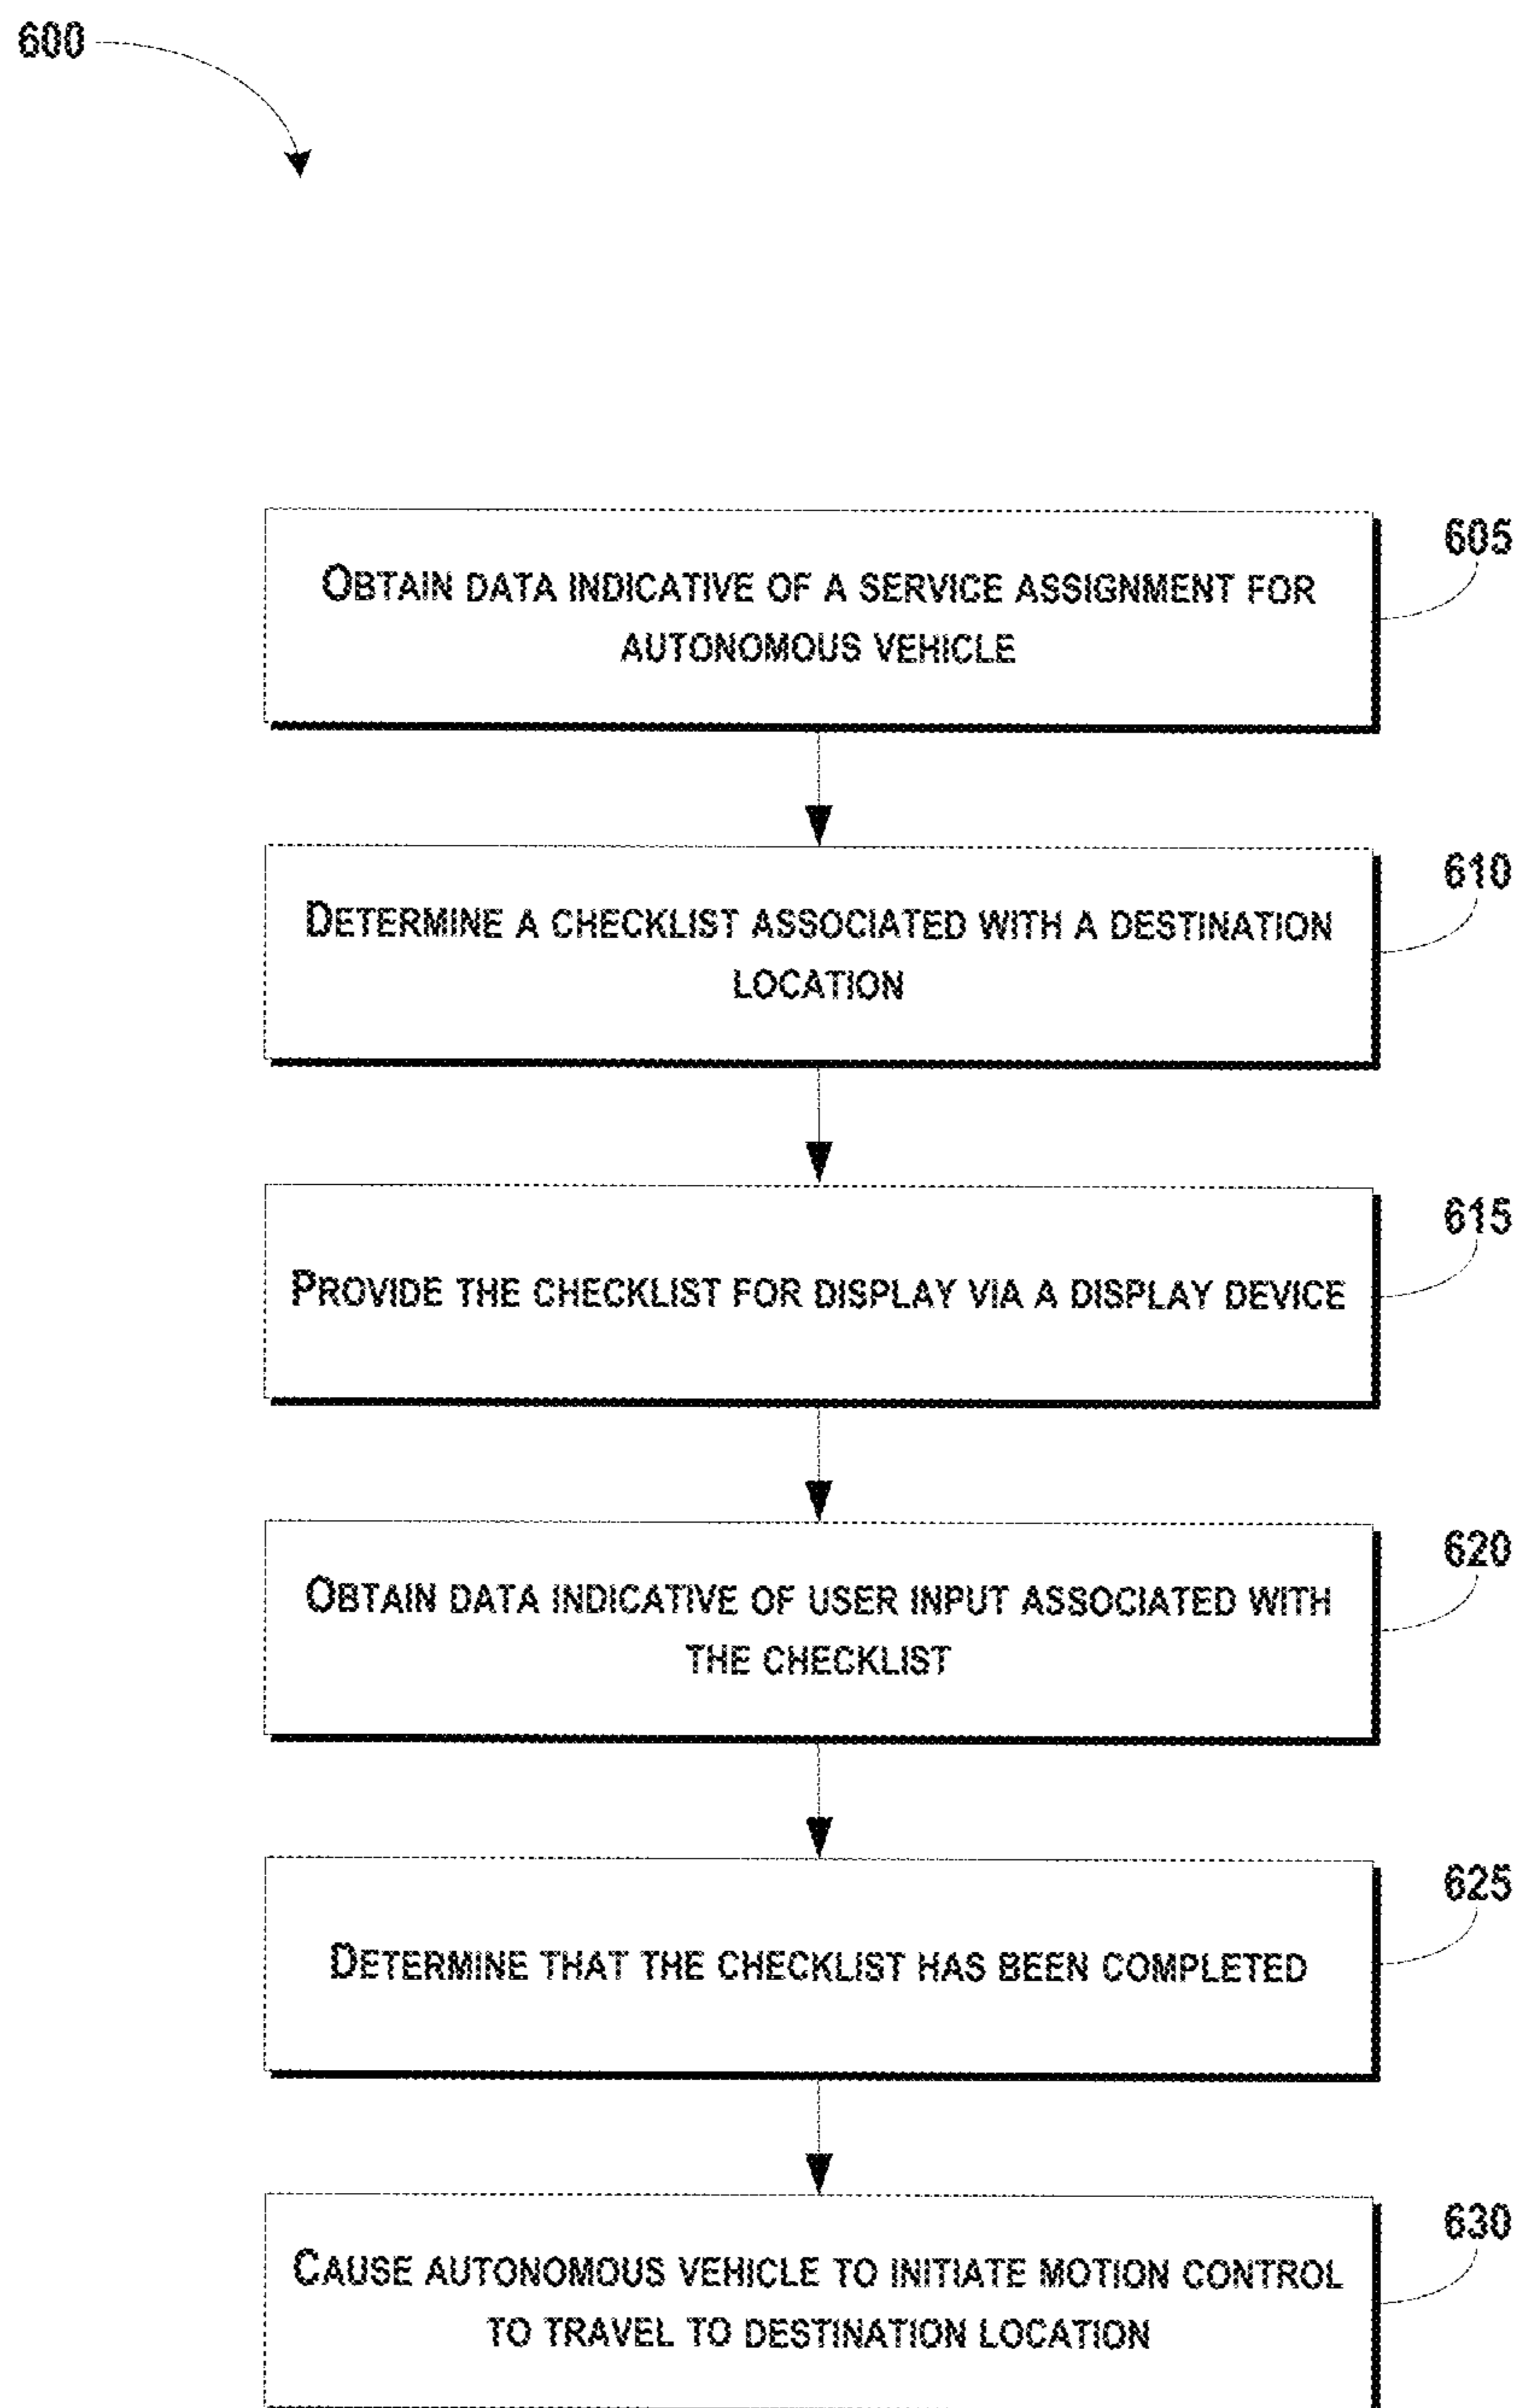 600
OBTAIN DATA INDICATIVE OF A SERVICE ASSIGNMENT FOR
AUTONOMOUS VEHICLE
605
DETERMINE A CHECKLIST ASSOCIATED WITH A DESTINATION
LOCATION
610
PROVIDE THE CHECKLIST FOR DISPLAY VIA A DISPLAY DEVICE
615
OBTAIN DATA INDICATIVE OF USER INPUT ASSOCIATED WITH
THE CHECKLIST
620
DETERMINE THAT THE CHECKLIST HAS BEEN COMPLETED
625
CAUSE AUTONOMOUS VEHICLE TO INITIATE MOTION CONTROL
TO TRAVEL TO DESTINATION LOCATION
630